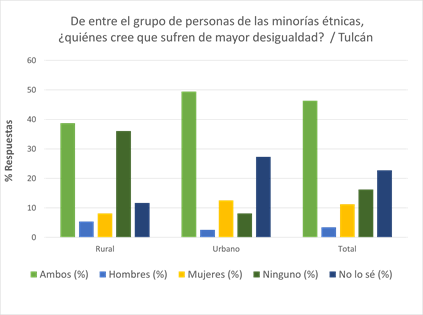 De entre el grupo de personas de las minorías étnicas,
¿quiénes cree que sufren de mayor desigualdad? / Tulcán
% Respuestas
60
50
40
30
20
10
0
Rural
Urbano
Total
Ambos (%)
Hombres (%)
Mujeres (%)
Ninguno (%)
No lo sé (%)